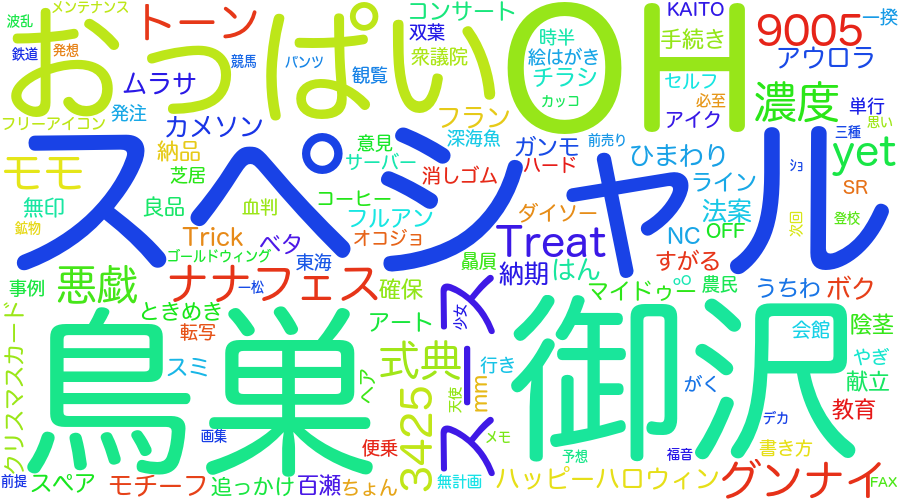 メンテナンス
コンサート
KAITO
一揆
波乱
トーン
双葉
9005
おっぱい
OH
鉄道
発想
競馬
パンツ
観覧
衆議院
時半
手続き
アウロラ
絵はがき
ムラサ
チラシ
セルフ
濃度
カッコ
必至
単行
フリーアイコン
発注
カメソン
フラン
アイク
思い
意見
深海魚
ガンモ
前売り
三種
モモ
納品
サーバー
ハード
ひまわり
yet
スペシャル
芝居
消しゴム
ショ
無印
良品
血判
コーヒー
フルアン
ダイソー
ライン
法案
SR
鉱物
Trick
ベタ
オコジョ
Treat
NC
OFF
次回
登校
ゴールドウィング
東海
贔屓
納期
はん
すがる
事例
悪戯
ナナフェス
一松
確保
マイドゥー
農民
うちわ
ボク
ときめき
アート
スースー
少女
クリスマスカード
鳥巣
転写
御沢
会館
陰茎
スミ
式典
行き
やぎ
ヘア
天使
mm
がく
献立
3425
デカ
教育
画集
便乗
メモ
予想
福音
書き方
前提
スペア
モチーフ
追っかけ
百瀬
ちょん
無計画
ハッピーハロウィン
グンナイ
FAX